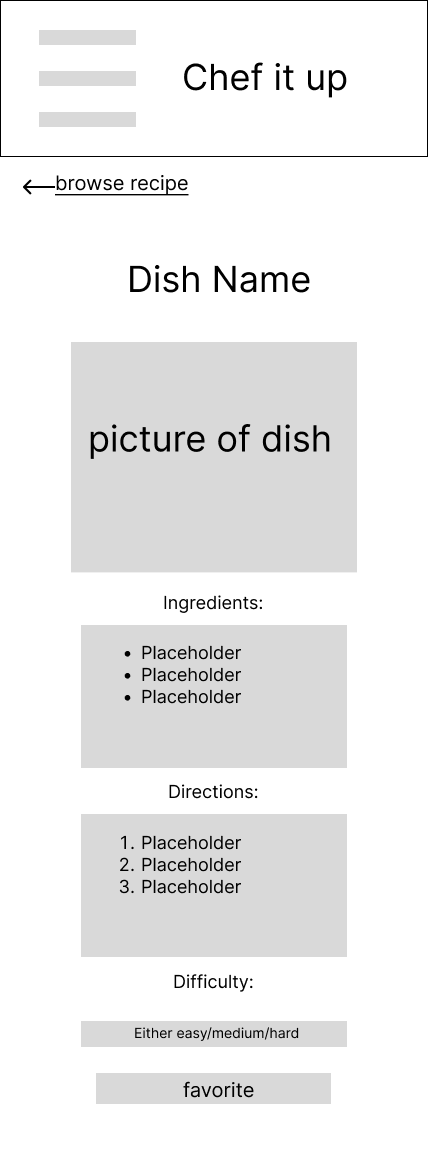 Chef it up
browse recipe
Dish Name
picture of dish
Ingredients:
• Placeholder
• Placeholder
• Placeholder
Directions:
1. Placeholder
2. Placeholder
3. Placeholder
Difficulty:
Either easy/medium/hard
favorite